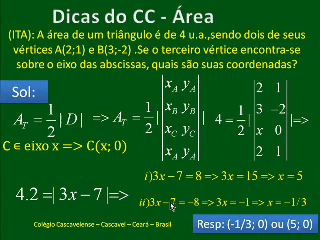 Dicas do CC - Área
(ITA): A área de um triângulo é de 4 u.a.,sendo dois de seus
vértices A(2;1) e B(3;-2) .Se o terceiro vértice encontra-se
sobre o eixo das abscissas, quais são suas coordenadas?
Sol:
A_T = 1/2 |D| => A_T = 1/2 | x_A y_A ; x_B y_B ; x_C y_C ; x_A y_A |
4 = 1/2 | 2 1 ; 3 -2 ; x 0 ; 2 1 | =>
C ∈ eixo x => C(x; 0)
4.2 =| 3x − 7 |=>
i)3x − 7 = 8 => 3x = 15 => x = 5
ii)3x − 7 = −8 => 3x = −1 => x = −1/3
Colégio Cascavelense – Cascavel – Ceará – Brasil
Resp: (-1/3; 0) ou (5; 0)